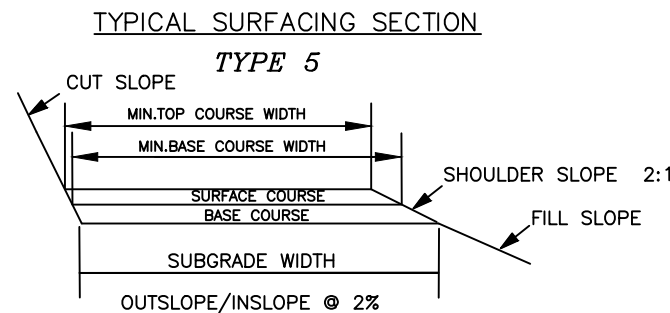 TYPICAL SURFACING SECTION
TYPE 5
CUT SLOPE
MIN.TOP COURSE WIDTH
MIN.BASE COURSE WIDTH
SHOULDER SLOPE 2:1
SURFACE COURSE
BASE COURSE
FILL SLOPE
SUBGRADE WIDTH
OUTSLOPE/INSLOPE @ 2%